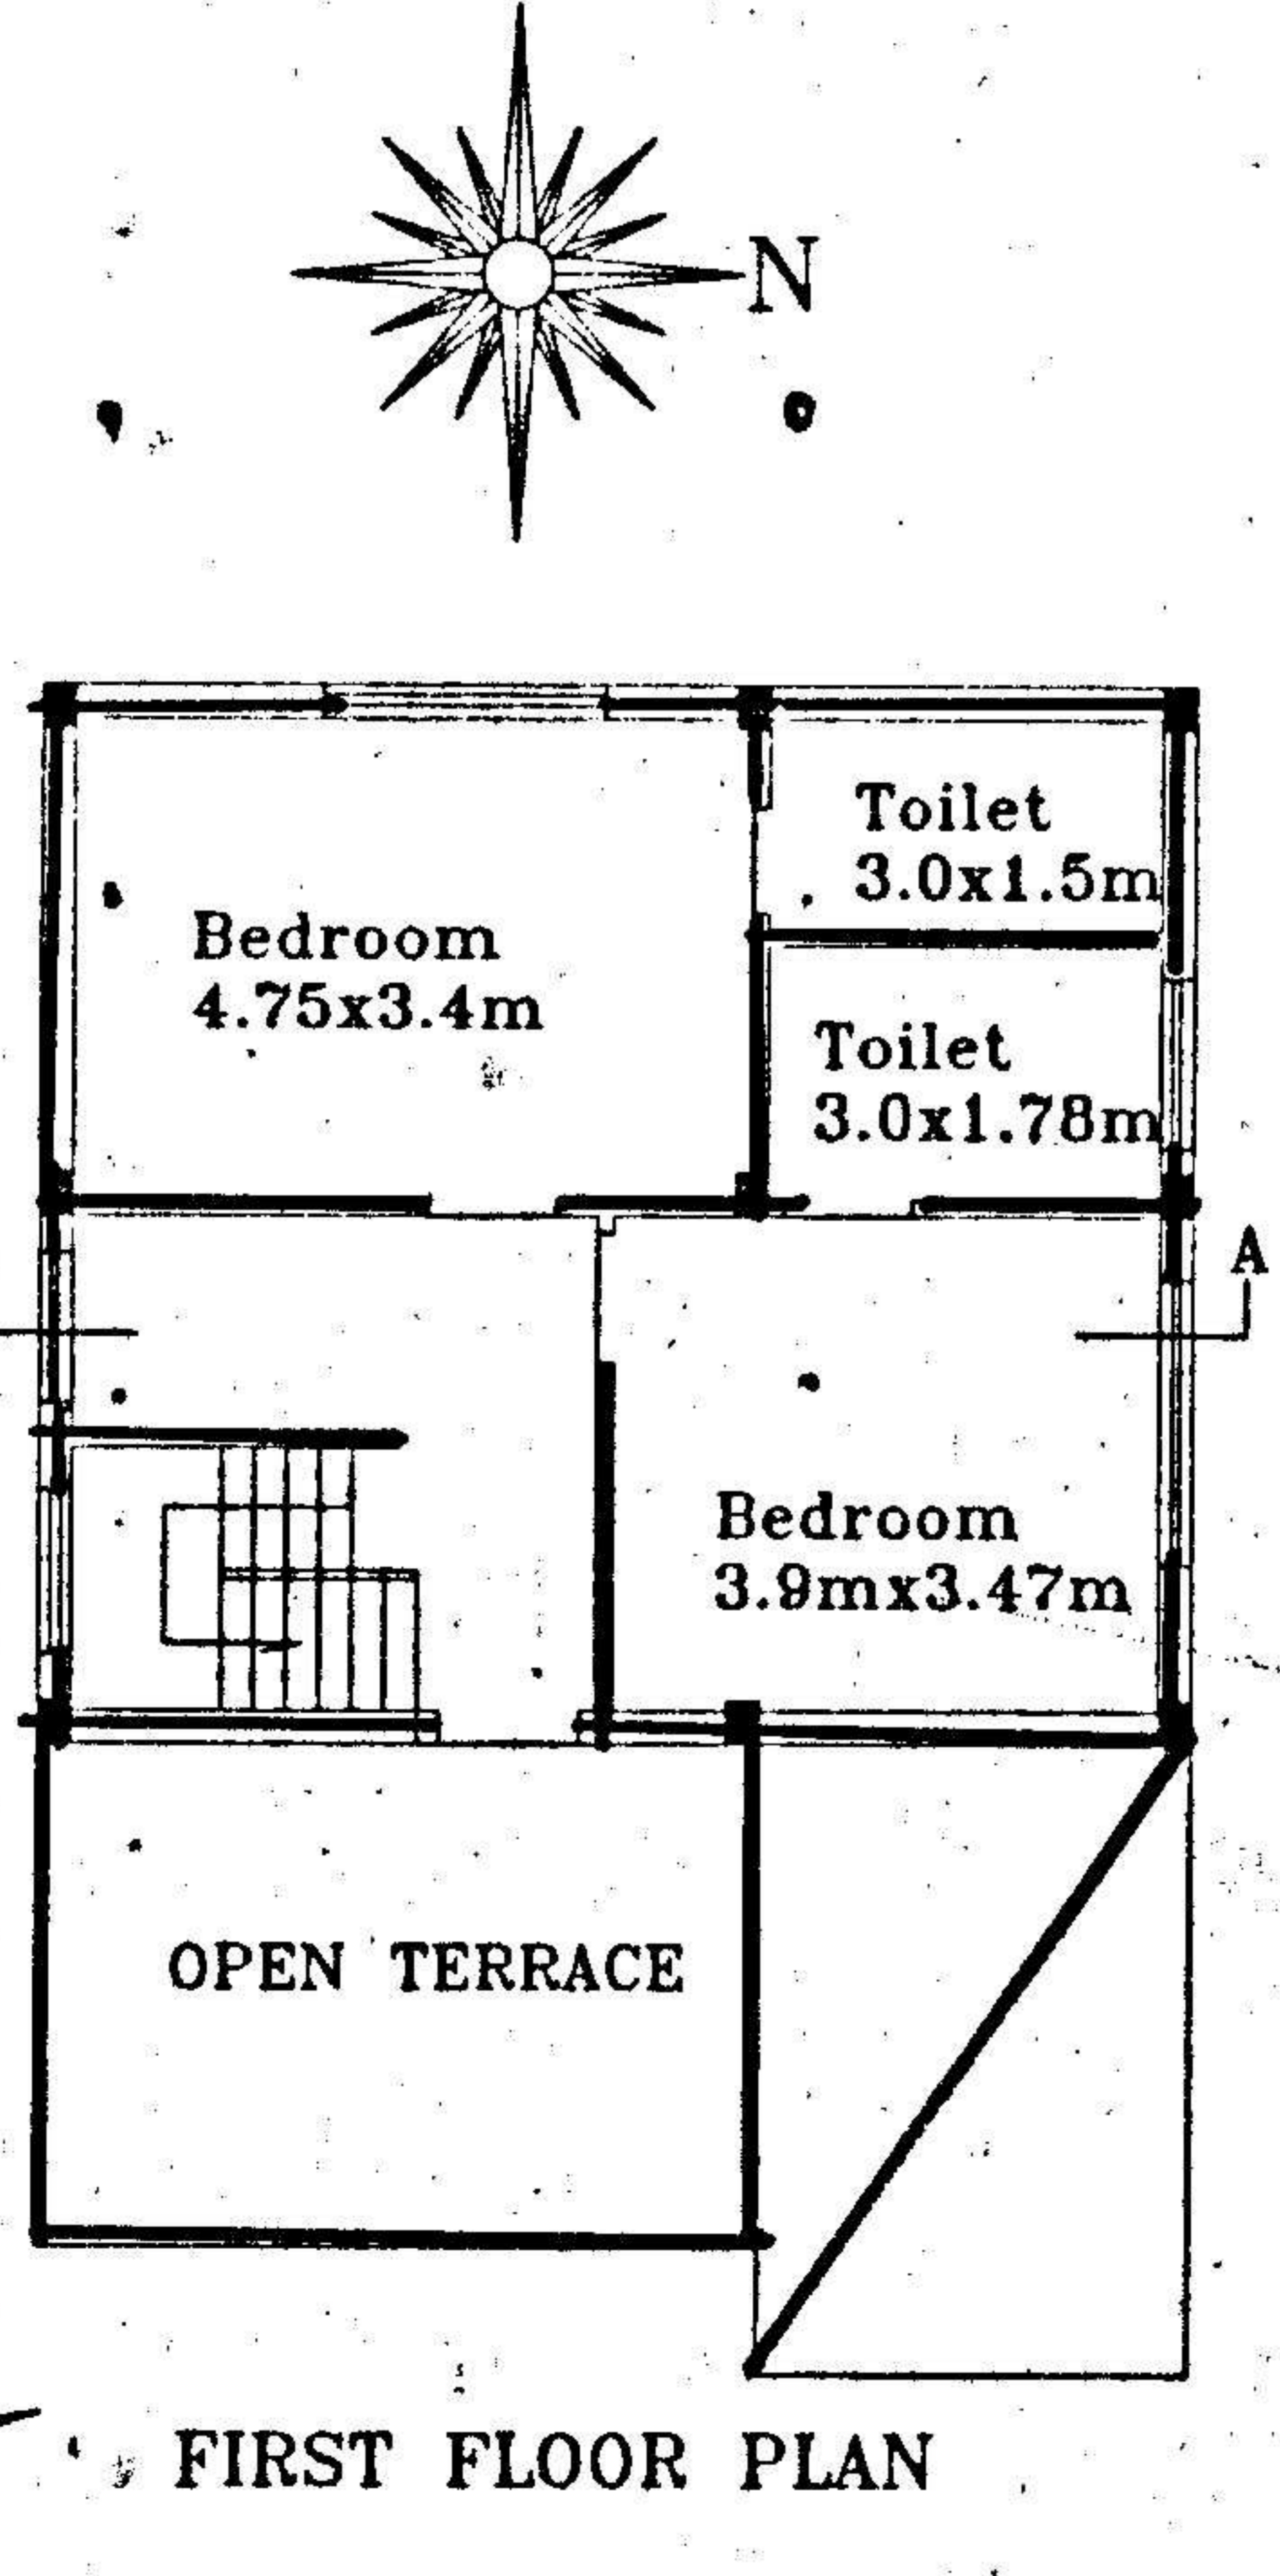 N
Toilet
3.0x1.5m
Bedroom
4.75x3.4m
Toilet
3.0x1.78m
A
Bedroom
3.9mx3.47m
OPEN TERRACE
FIRST FLOOR PLAN